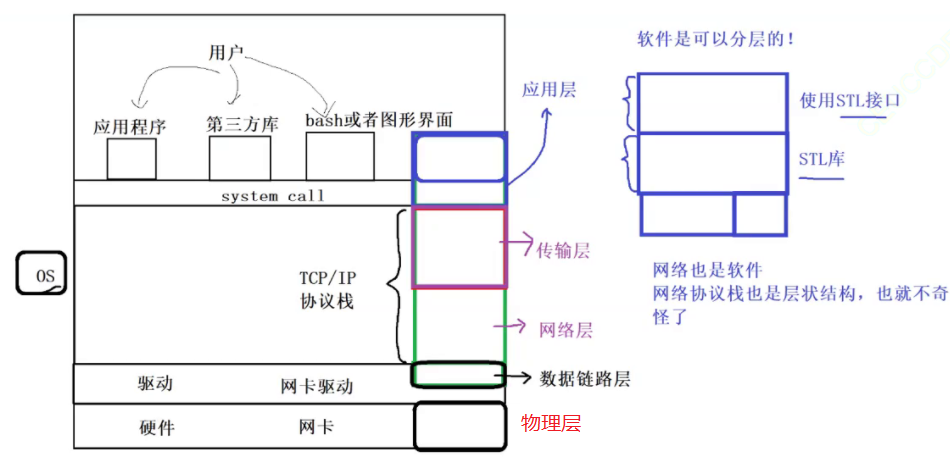 软件是可以分层的！
用户
应用层
使用STL接口
应用程序
第三方库
bash或者图形界面
STL库
system call
传输层
OS
TCP/IP
协议栈
网络也是软件
网络协议栈也是层状结构，也就不奇
怪了
网络层
驱动
网卡驱动
数据链路层
硬件
网卡
物理层